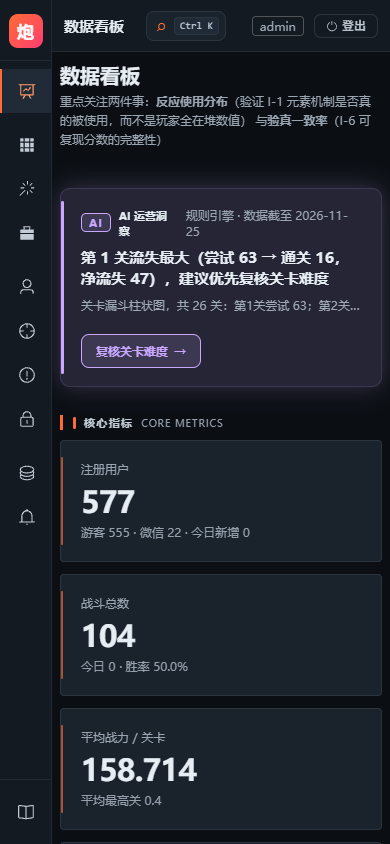 炮
数据看板
Ctrl K
admin
登出
数据看板
重点关注两件事：反应使用分布（验证 I-1 元素机制是否真
的被使用，而不是玩家全在堆数值） 与验真一致率（I-6 可
复现分数的完整性）
AI
AI 运营洞
察
规则引擎 · 数据截至 2026-11-
25
第 1 关流失最大（尝试 63 → 通关 16，
净流失 47），建议优先复核关卡难度
关卡漏斗柱状图，共 26 关：第1关尝试 63；第2关...
复核关卡难度 →
核心指标 CORE METRICS
注册用户
577
游客 555 · 微信 22 · 今日新增 0
战斗总数
104
今日 0 · 胜率 50.0%
平均战力 / 关卡
158.714
平均最高关 0.4